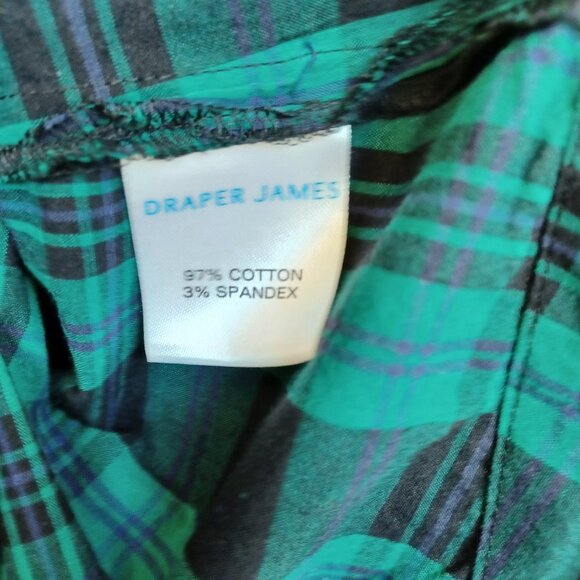 DRAPER JAMES
97% COTTON
3% SPANDEX